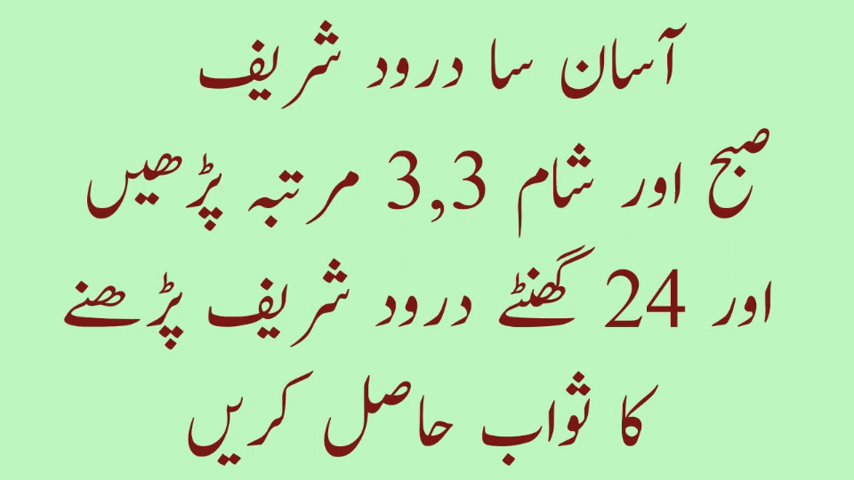 آسان سا درود شریف
صبح اور شام 3,3 مرتبہ پڑھیں
اور 24 گھنٹے درود شریف پڑھنے
کا ثواب حاصل کریں